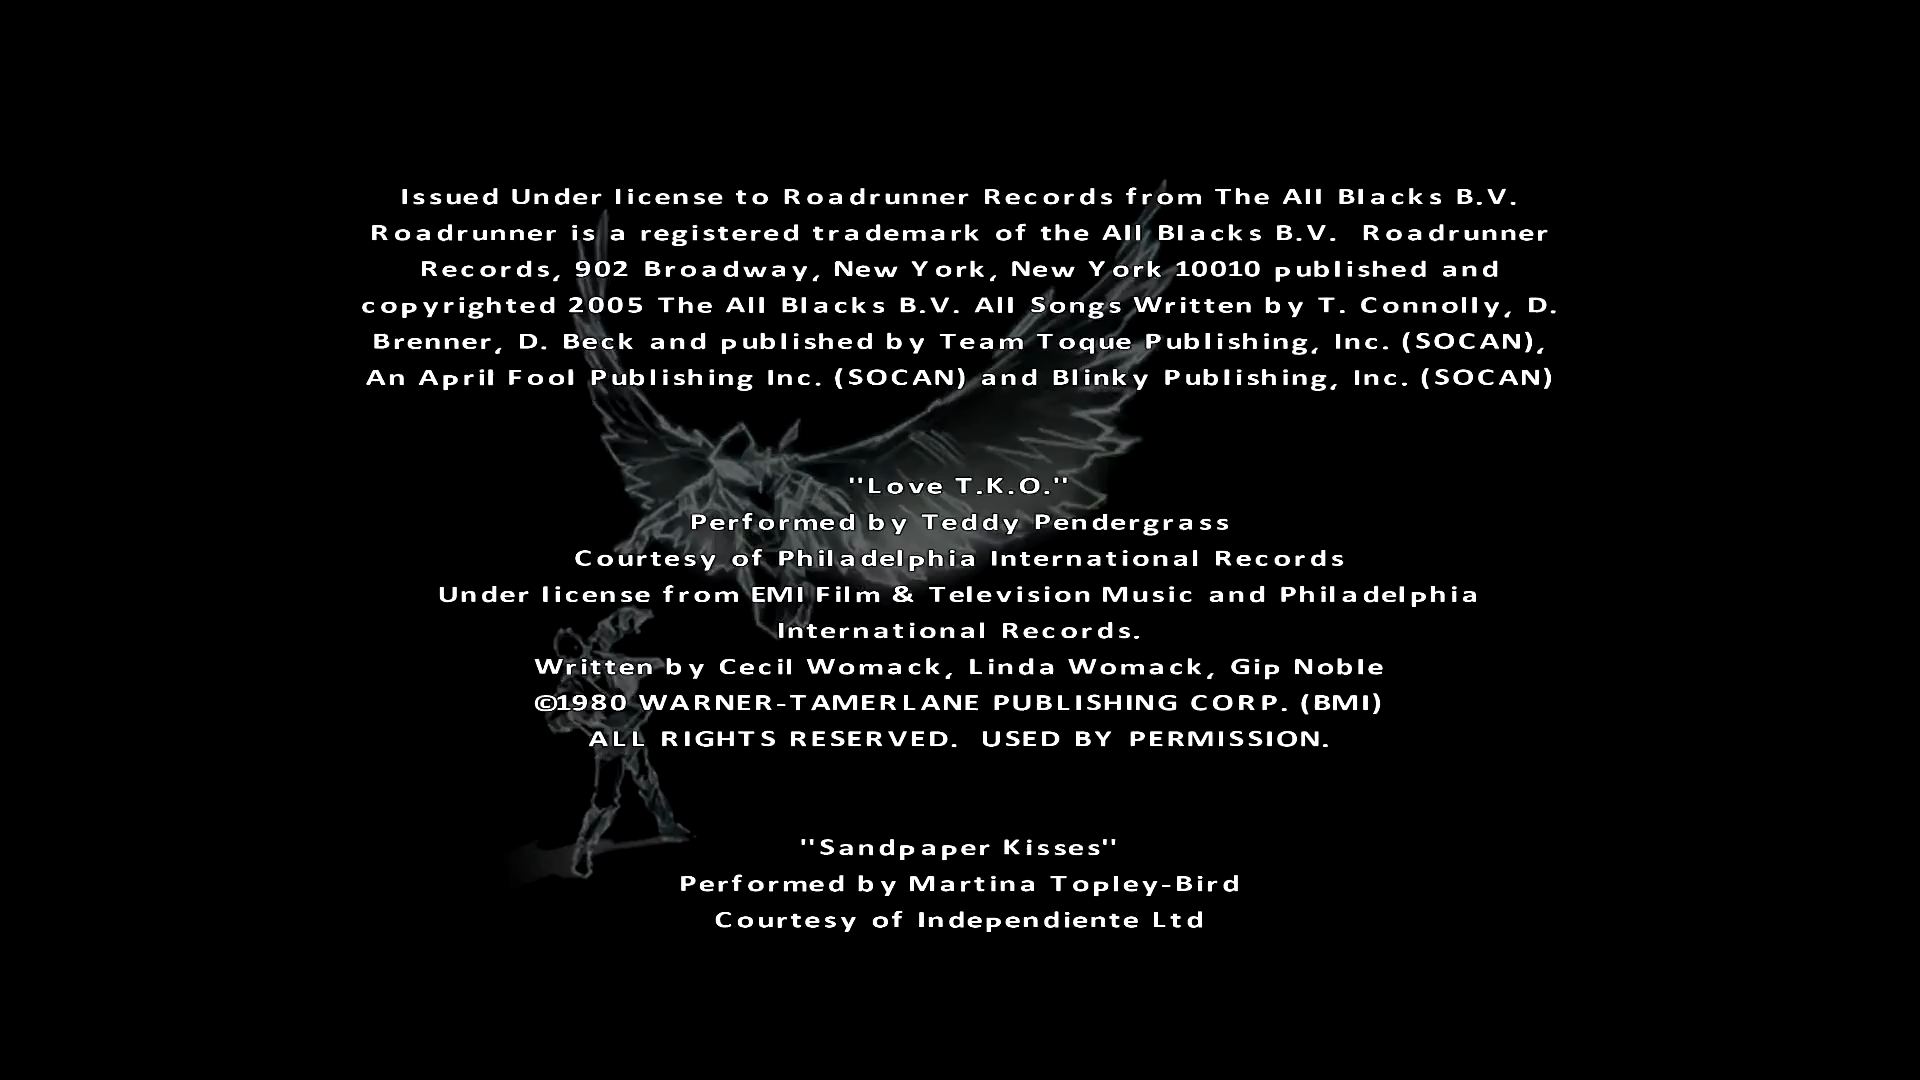 Issued Under license to Roadrunner Records from The All Blacks B.V.
Roadrunner is a registered trademark of the All Blacks B.V.  Roadrunner
Records, 902 Broadway, New York, New York 10010 published and
copyrighted 2005 The All Blacks B.V. All Songs Written by T. Connolly, D.
Brenner, D. Beck and published by Team Toque Publishing, Inc. (SOCAN),
An April Fool Publishing Inc. (SOCAN) and Blinky Publishing, Inc. (SOCAN)
"Love T.K.O."
Performed by Teddy Pendergrass
Courtesy of Philadelphia International Records
Under license from EMI Film & Television Music and Philadelphia
International Records.
Written by Cecil Womack, Linda Womack, Gip Noble
©1980 WARNER-TAMERLANE PUBLISHING CORP. (BMI)
ALL RIGHTS RESERVED.  USED BY PERMISSION.
"Sandpaper Kisses"
Performed by Martina Topley-Bird
Courtesy of Independiente Ltd